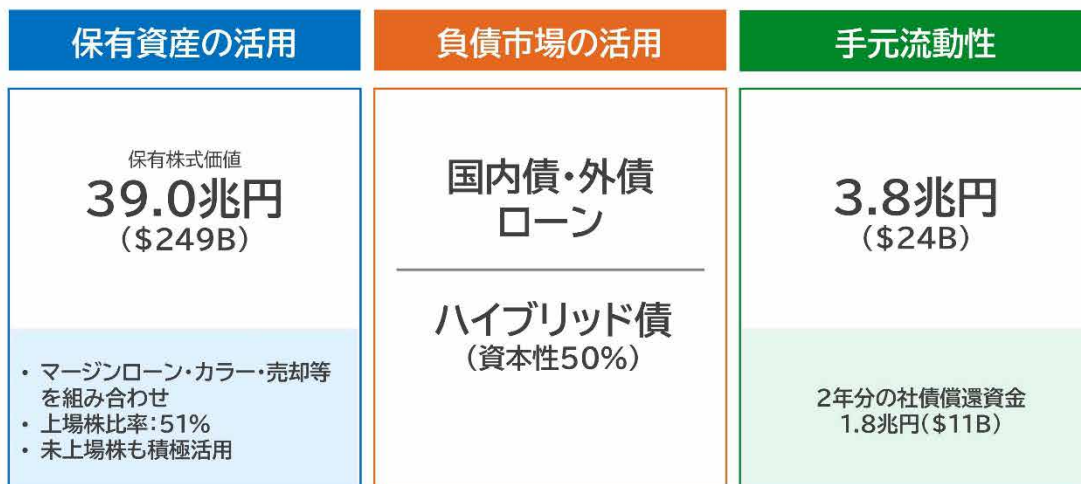 保有資産の活用
保有株式価値
39.0兆円
($249B)
・ マージンローン・カラー・売却等
を組み合わせ
・ 上場株比率:51%
・ 未上場株も積極活用
負債市場の活用
国内債・外債
ローン
ハイブリッド債
(資本性50%)
手元流動性
3.8兆円
($24B)
2年分の社債償還資金
1.8兆円($11B)